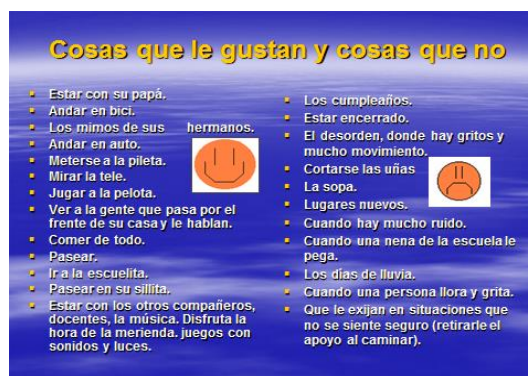 Cosas que le gustan y cosas que no
Estar con su papá.
Andar en bici.
Los mimos de sus hermanos.
Andar en auto.
Meterse a la pileta.
Mirar la tele.
Jugar a la pelota.
Ver a la gente que pasa por el
frente de su casa y le hablan.
Comer de todo.
Pasear.
Ir a la escuelita.
Pasear en su sillita.
Estar con los otros compañeros,
docentes, la música. Disfruta la
hora de la merienda. juegos con
sonidos y luces.
Los cumpleaños.
Estar encerrado.
El desorden, donde hay gritos y
mucho movimiento.
Cortarse las uñas
La sopa.
Lugares nuevos.
Cuando hay mucho ruido.
Cuando una nena de la escuela le
pega.
Los días de lluvia.
Cuando una persona llora y grita.
Que le exijan en situaciones que
no se siente seguro (retirarle el
apoyo al caminar).